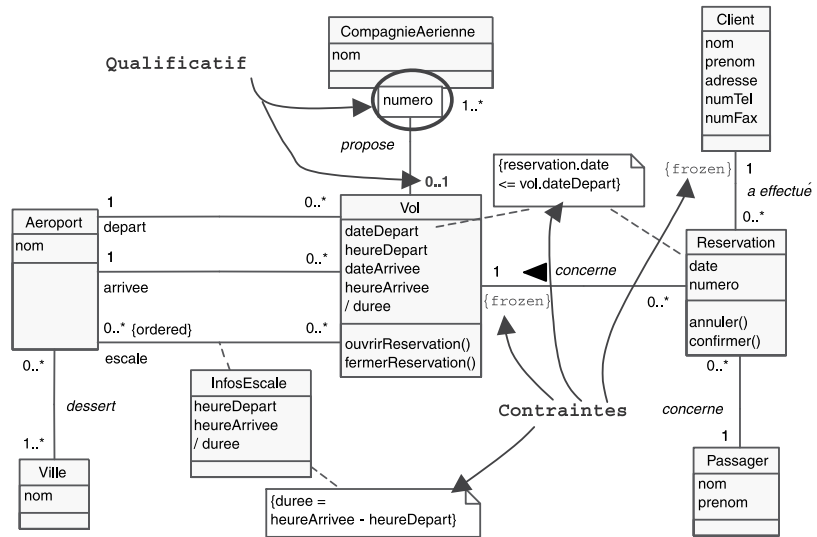 CompagnieAerienne
nom
Qualificatif
numero
1..*
propose
0..1
Client
nom
prenom
adresse
numTel
numFax
{reservation.date
<= vol.dateDepart}
{frozen}
1
a effectué
0..*
Aeroport
nom
1
0..*
depart
1
0..*
arrivee
0..* {ordered}
0..*
escale
Vol
dateDepart
heureDepart
dateArrivee
heureArrivee
/ duree
ouvrirReservation()
fermerReservation()
1
concerne
{frozen}
0..*
Reservation
date
numero
annuler()
confirmer()
0..*
dessert
1..*
InfosEscale
heureDepart
heureArrivee
/ duree
Contraintes
0..*
concerne
1
Ville
nom
{duree =
heureArrivee - heureDepart}
Passager
nom
prenom